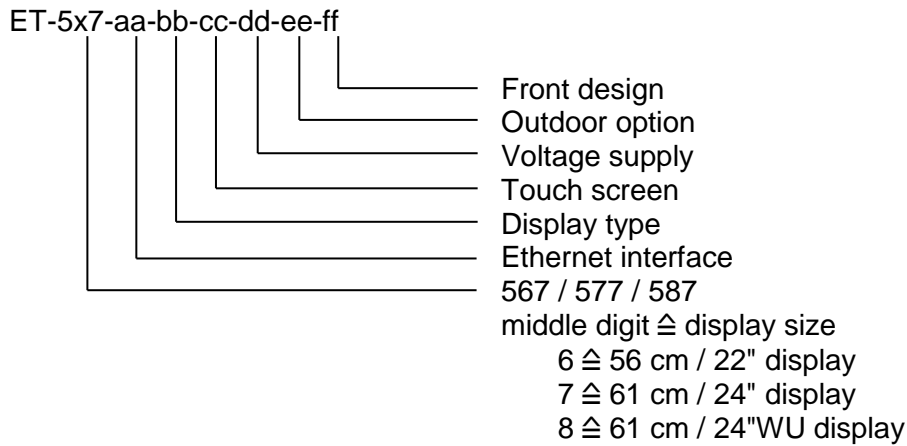 ET-5x7-aa-bb-cc-dd-ee-ff
Front design
Outdoor option
Voltage supply
Touch screen
Display type
Ethernet interface
567 / 577 / 587
middle digit ≙ display size
6 ≙ 56 cm / 22" display
7 ≙ 61 cm / 24" display
8 ≙ 61 cm / 24"WU display